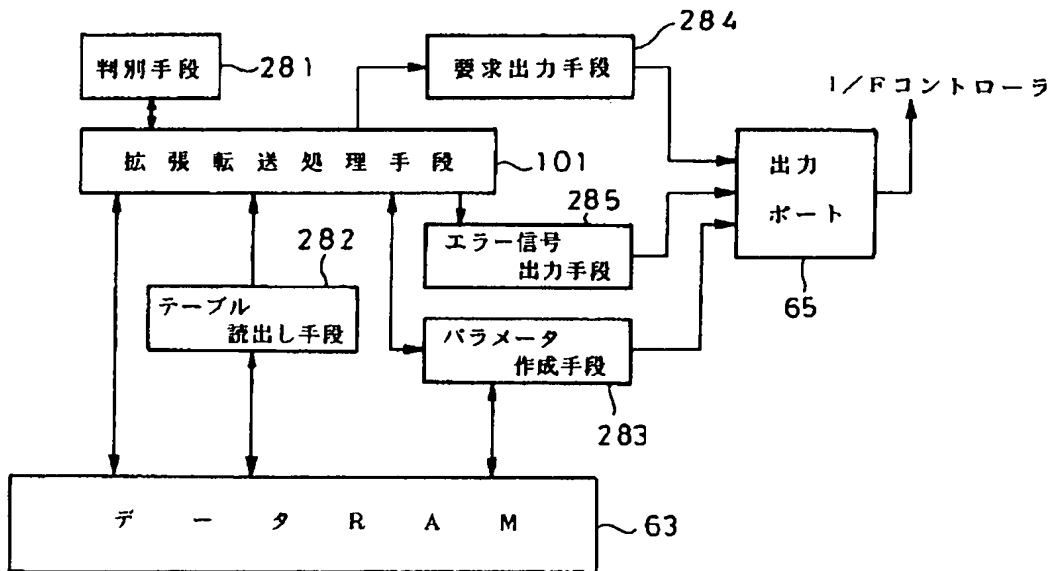 284
判別手段
281
要求出力手段
I/Fコントローラ
拡張転送処理手段
101
出力
ポート
65
285
エラー信号
出力手段
282
テーブル
読出し手段
パラメータ
作成手段
283
データRAM
63